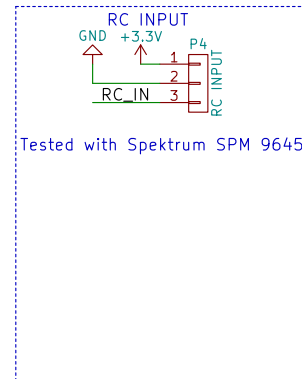 RC INPUT
GND +3.3V
P4
1
2
RC_IN 3
RC INPUT
Tested with Spektrum SPM 9645